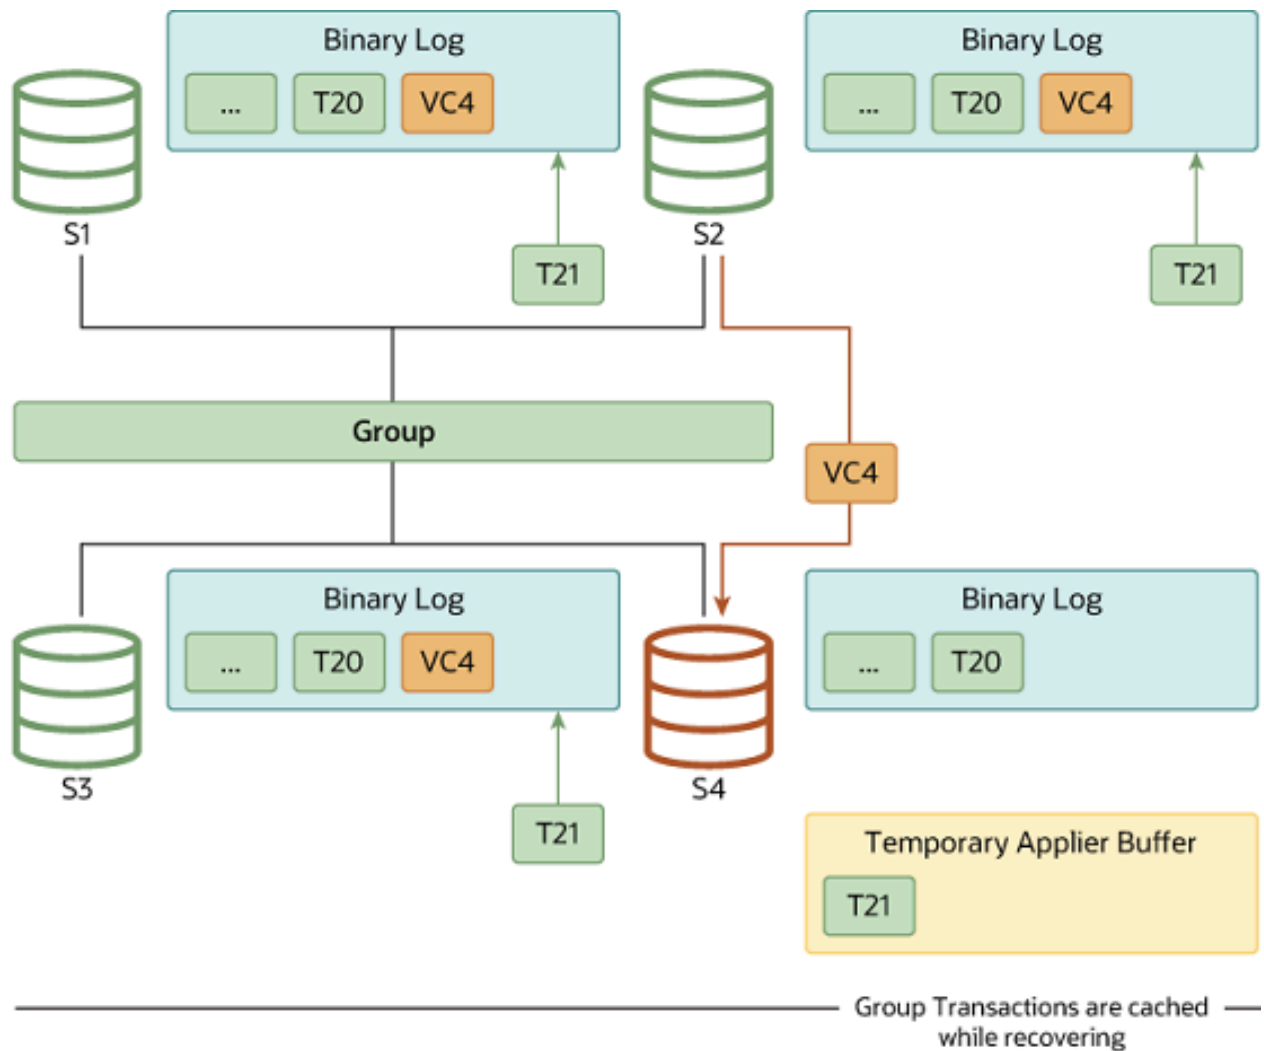 Binary Log
... T20 VC4
S1
T21
Binary Log
... T20 VC4
S2
T21
Group
VC4
Binary Log
... T20 VC4
S3
T21
Binary Log
... T20
S4
Temporary Applier Buffer
T21
Group Transactions are cached
while recovering